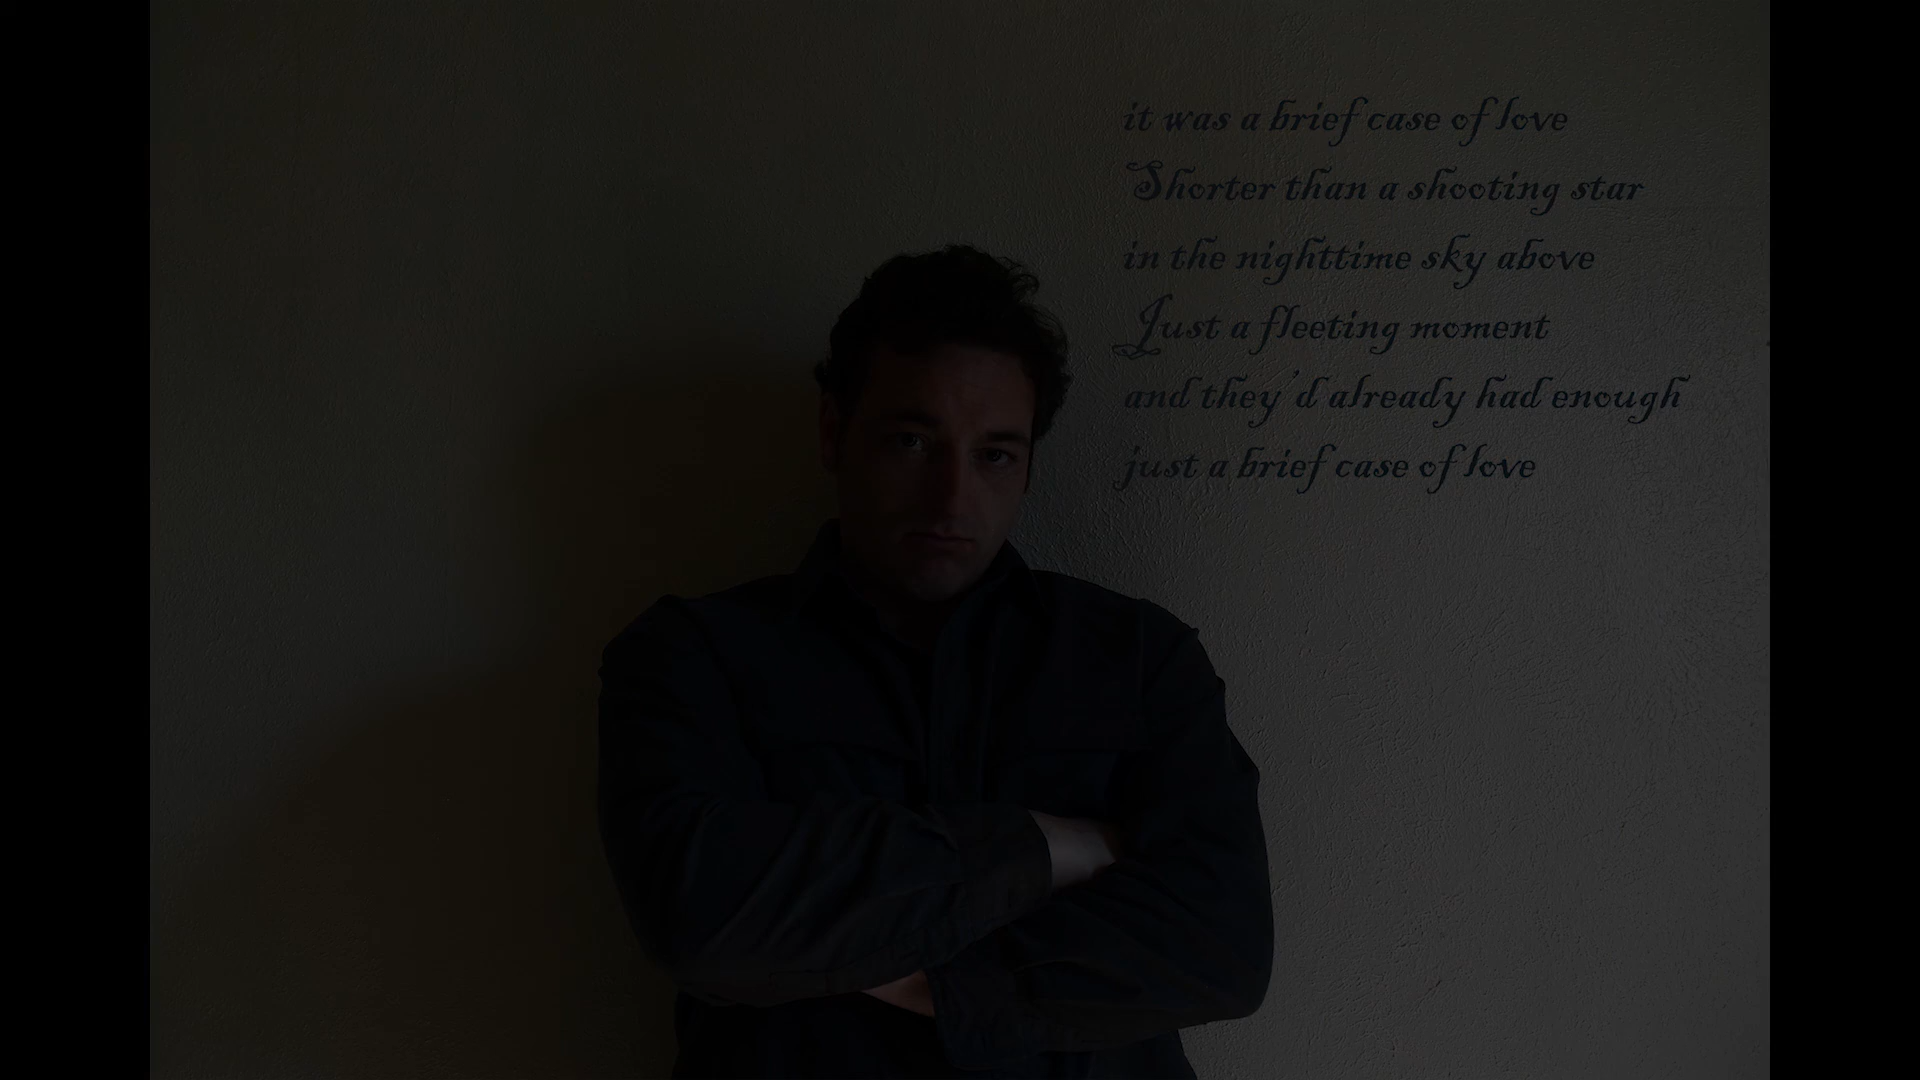 it was a brief case of love
Shorter than a shooting star
in the nighttime sky above
Just a fleeting moment
and they'd already had enough
just a brief case of love